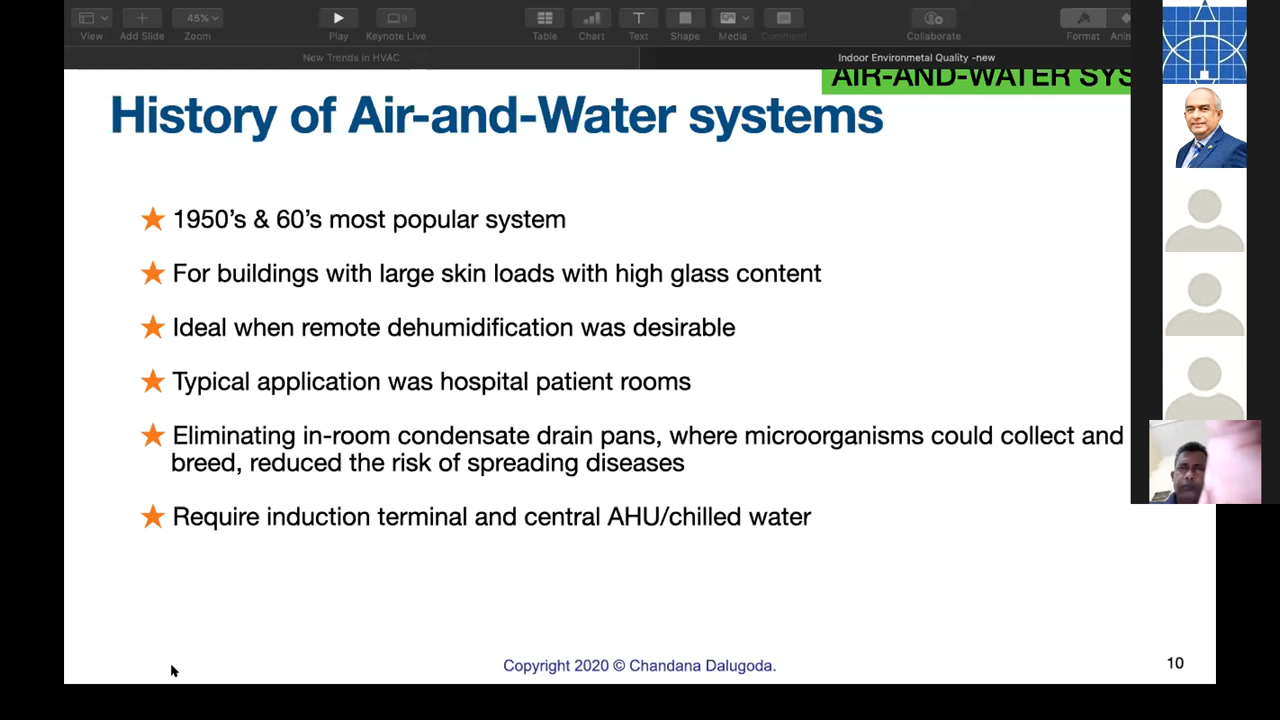 View
Add Slide
45%
Zoom
Play
Keynote Live
Table
Chart
Text
Shape
Media
Comment
Collaborate
Format
Ani
New Trends in HVAC
Indoor Environmetal Quality -new
AIR-AND-WATER SYS
History of Air-and-Water systems
1950's & 60's most popular system
For buildings with large skin loads with high glass content
Ideal when remote dehumidification was desirable
Typical application was hospital patient rooms
Eliminating in-room condensate drain pans, where microorganisms could collect and
breed, reduced the risk of spreading diseases
Require induction terminal and central AHU/chilled water
Copyright 2020 © Chandana Dalugoda.
10